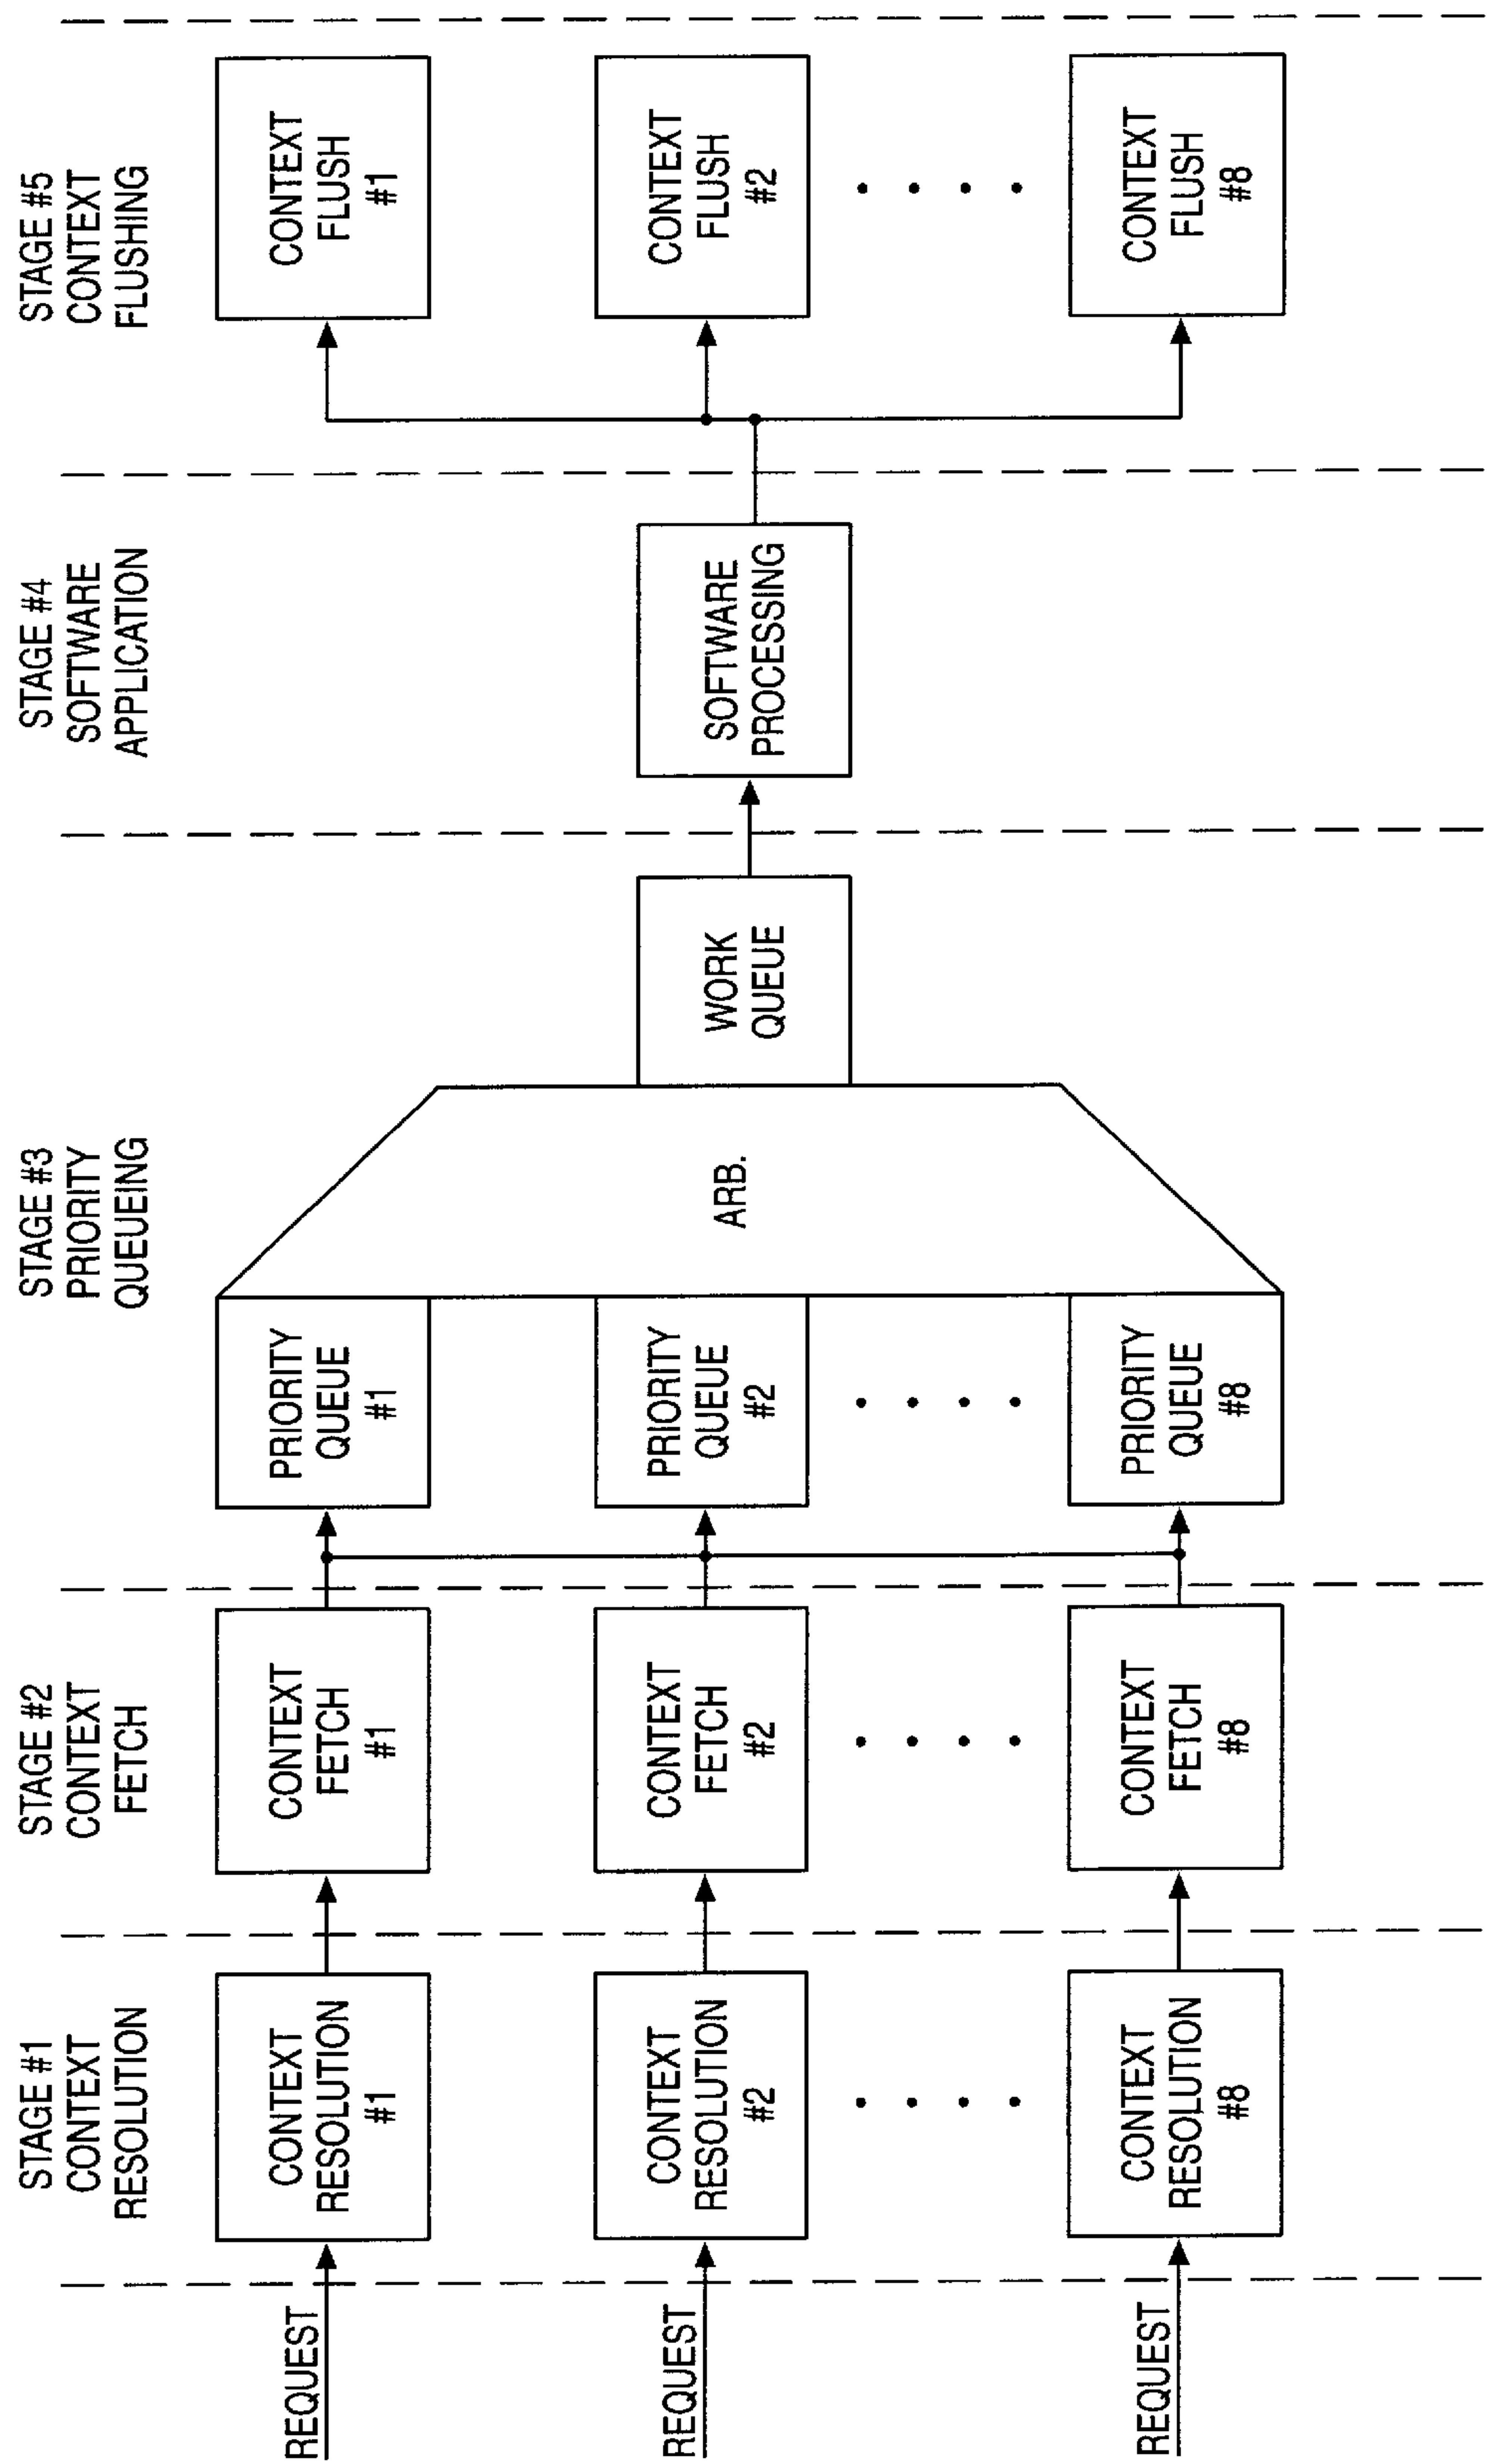 STAGE #1
CONTEXT
RESOLUTION
STAGE #2
CONTEXT
FETCH
STAGE #3
PRIORITY
QUEUEING
STAGE #4
SOFTWARE
APPLICATION
STAGE #5
CONTEXT
FLUSHING
REQUEST
CONTEXT
RESOLUTION
#1
CONTEXT
FETCH
#1
PRIORITY
QUEUE
#1
CONTEXT
FLUSH
#1
REQUEST
CONTEXT
RESOLUTION
#2
CONTEXT
FETCH
#2
PRIORITY
QUEUE
#2
ARB.
WORK
QUEUE
SOFTWARE
PROCESSING
CONTEXT
FLUSH
#2
REQUEST
CONTEXT
RESOLUTION
#8
CONTEXT
FETCH
#8
PRIORITY
QUEUE
#8
CONTEXT
FLUSH
#8